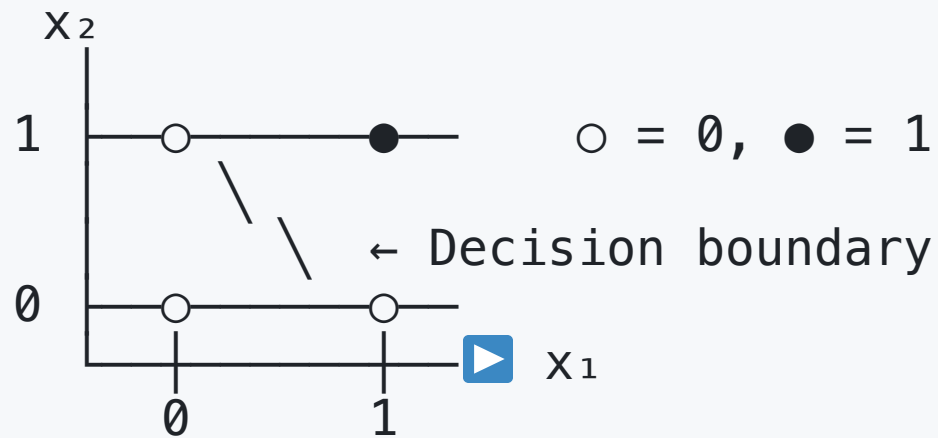 x₂
1 ○ = 0, ● = 1
← Decision boundary
0
x₁
0 1